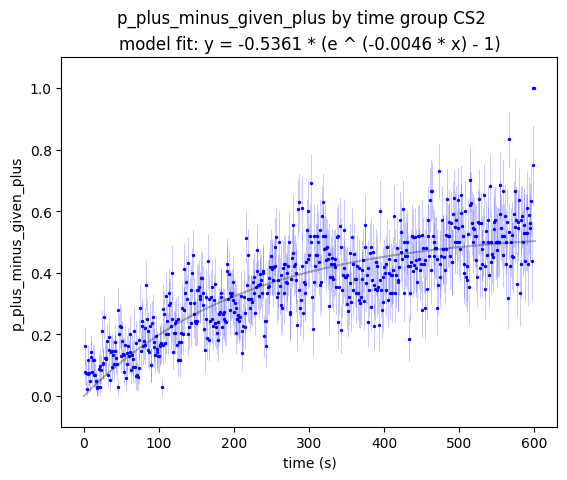 p_plus_minus_given_plus by time group CS2
model fit: y = -0.5361 * (e ^ (-0.0046 * x) - 1)
1.0
0.8
0.6
0.4
0.2
0.0
p_plus_minus_given_plus
0 100 200 300 400 500 600
time (s)